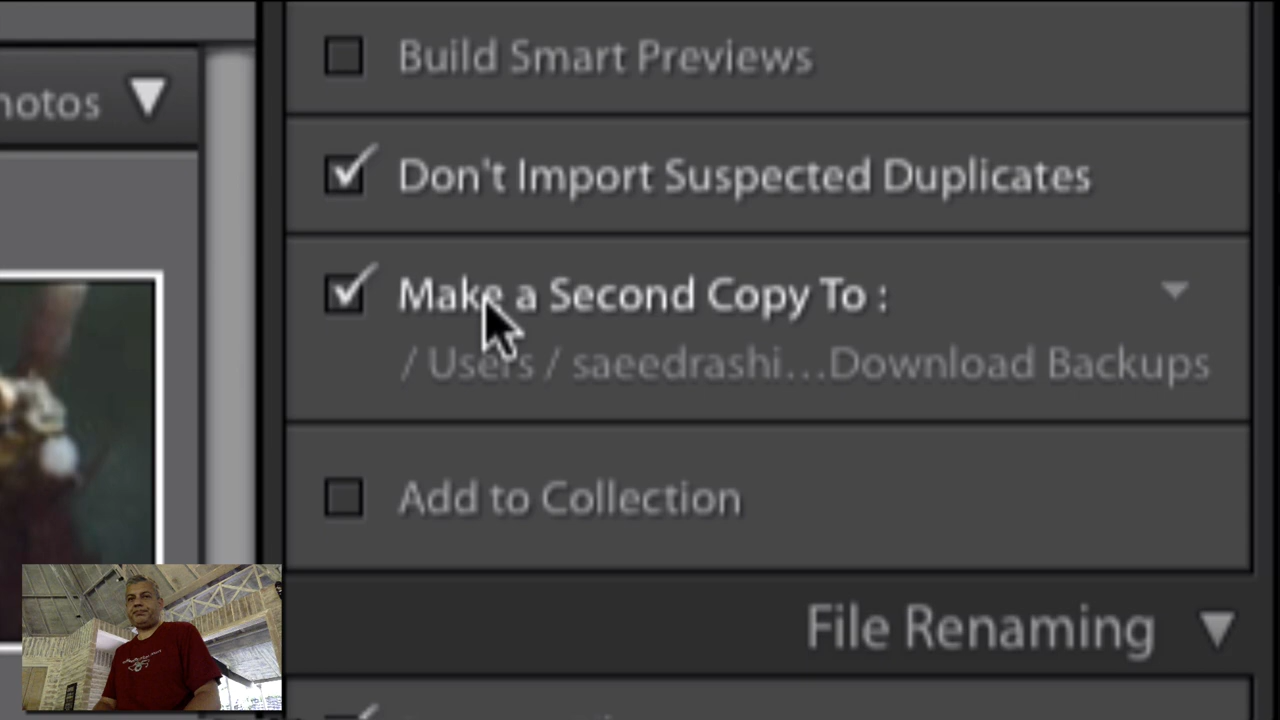 Build Smart Previews
hotos
Don't Import Suspected Duplicates
Make a Second Copy To :
/ Users / saeedrashi...Download Backups
Add to Collection
File Renaming